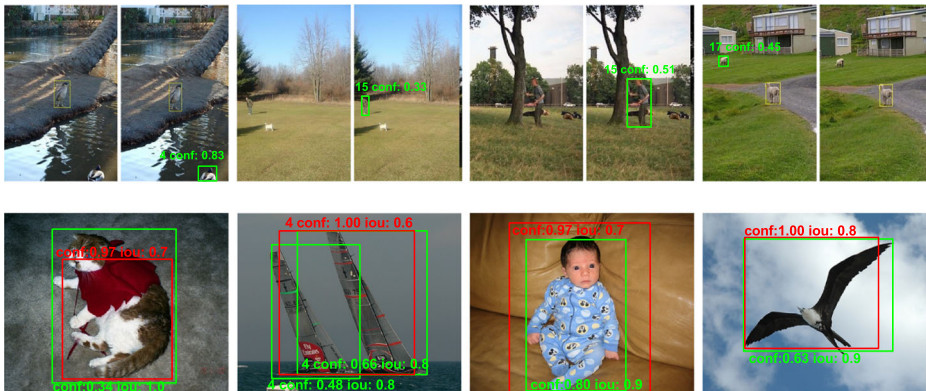 17 conf: 0.45
15 conf: 0.33
15 conf: 0.51
4 conf: 0.83
4 conf: 1.00 iou: 0.6
conf:0.97 iou: 0.7
conf:1.00 iou: 0.8
conf:0.97 iou: 0.7
4 conf: 0.66 iou: 0.8
conf:0.63 iou: 0.9
conf:0.34 iou: 1.0
4 conf: 0.48 iou: 0.8
conf:0.80 iou: 0.9